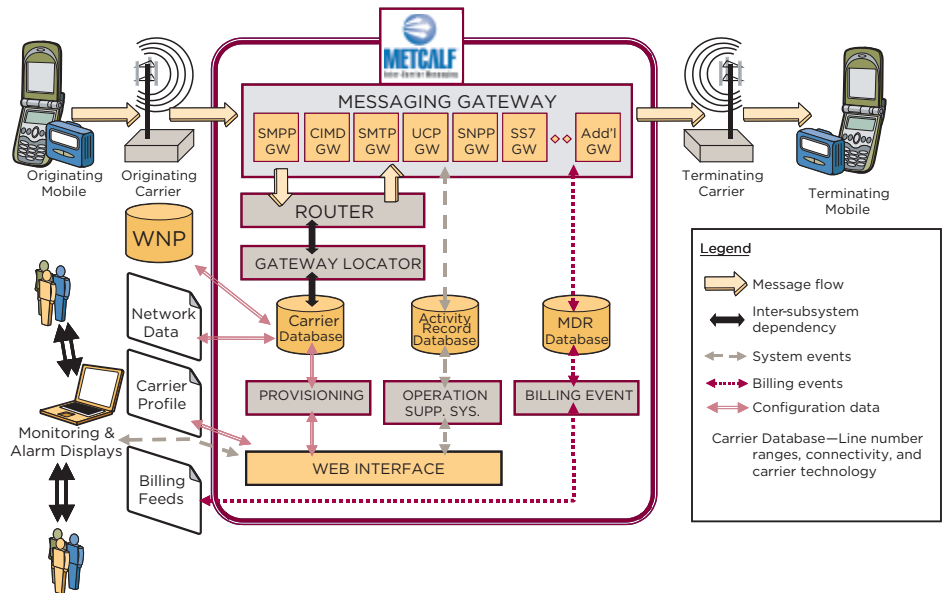 METCALF
Inter-Carrier Messaging
MESSAGING GATEWAY
SMPP
GW
CIMD
GW
SMTP
GW
UCP
GW
SNPP
GW
SS7
GW
Add'l
GW
Originating
Mobile
Originating
Carrier
Terminating
Carrier
Terminating
Mobile
ROUTER
WNP
GATEWAY LOCATOR
Network
Data
Carrier
Database
Activity
Record
Database
MDR
Database
Carrier
Profile
PROVISIONING
OPERATION
SUPP. SYS.
BILLING EVENT
Monitoring &
Alarm Displays
WEB INTERFACE
Billing
Feeds
Legend
Message flow
Inter-subsystem
dependency
System events
Billing events
Configuration data
Carrier Database—Line number
ranges, connectivity, and
carrier technology